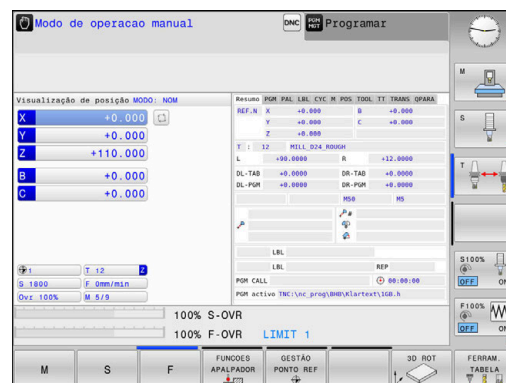 Modo de operacao manual
DNC
PGM
MGT
Programar
Visualização de posição MODO: NOM
X +0.000
Y +0.000
Z +110.000
B +0.000
C +0.000
1 T 12 Z
S 1800 F 0mm/min
Ovr 100% M 5/9
Resumo PGM PAL LBL CYC M POS TOOL TT TRANS QPARA
REF.N X +0.000 B +0.000
Y +0.000 C +0.000
Z +0.000
T : 12 MILL_D24_ROUGH
L +90.0000 R +12.0000
DL-TAB +0.0000 DR-TAB +0.0000
DL-PGM +0.0000 DR-PGM +0.0000
M50 M5
P#
LBL
LBL REP
PGM CALL 00:00:00
PGM activo TNC:\nc_prog\BHB\Klartext\1GB.h
100% S-OVR
100% F-OVR LIMIT 1
M
S
T
S100%
OFF ON
F100%
OFF ON
M
S
F
FUNCOES
APALPADOR
GESTÃO
PONTO REF
3D ROT
FERRAM.
TABELA